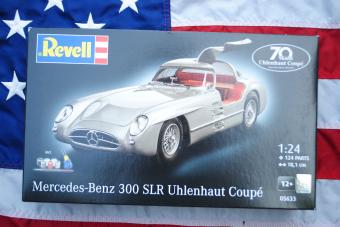 Revell
70
Uhlenhaut Coupé
incl.
1:24
124 PARTS
18,1 cm
12+
05633
Mercedes-Benz 300 SLR Uhlenhaut Coupé